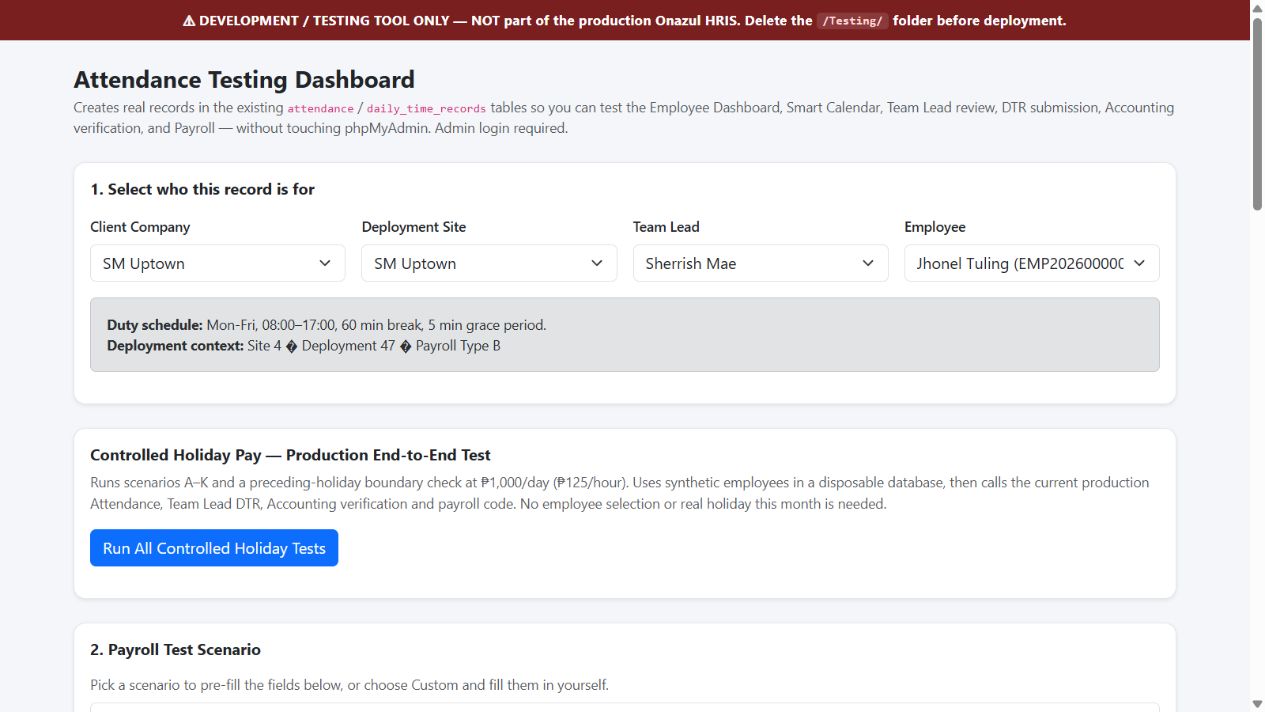 ⚠ DEVELOPMENT / TESTING TOOL ONLY — NOT part of the production Onazul HRIS. Delete the /Testing/ folder before deployment.
Attendance Testing Dashboard
Creates real records in the existing attendance / daily_time_records tables so you can test the Employee Dashboard, Smart Calendar, Team Lead review, DTR submission, Accounting
verification, and Payroll — without touching phpMyAdmin. Admin login required.
1. Select who this record is for
Client Company Deployment Site Team Lead Employee
SM Uptown SM Uptown Sherrish Mae Jhonel Tuling (EMP202600000
Duty schedule: Mon-Fri, 08:00–17:00, 60 min break, 5 min grace period.
Deployment context: Site 4 � Deployment 47 � Payroll Type B
Controlled Holiday Pay — Production End-to-End Test
Runs scenarios A–K and a preceding-holiday boundary check at ₱1,000/day (₱125/hour). Uses synthetic employees in a disposable database, then calls the current production
Attendance, Team Lead DTR, Accounting verification and payroll code. No employee selection or real holiday this month is needed.
Run All Controlled Holiday Tests
2. Payroll Test Scenario
Pick a scenario to pre-fill the fields below, or choose Custom and fill them in yourself.